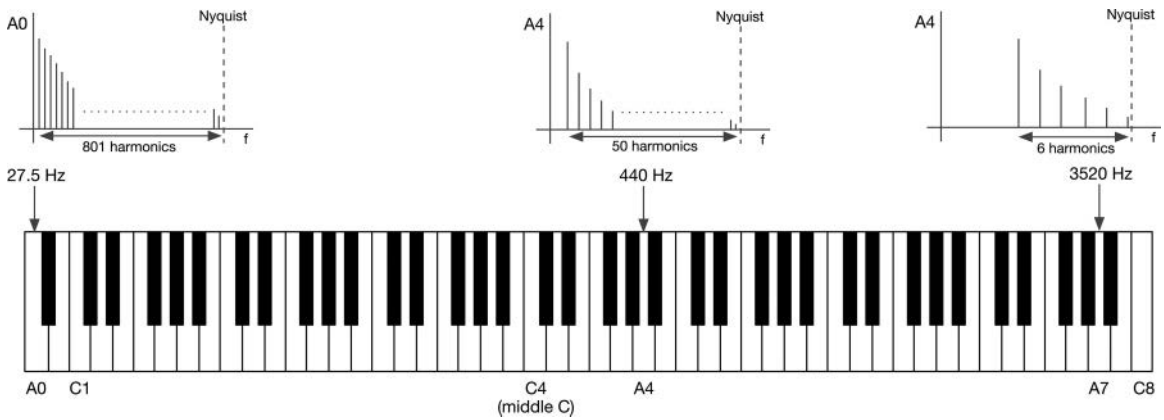 A0
Nyquist
801 harmonics
f
A4
Nyquist
50 harmonics
f
A4
Nyquist
6 harmonics
f
27.5 Hz
440 Hz
3520 Hz
A0
C1
C4
(middle C)
A4
A7
C8